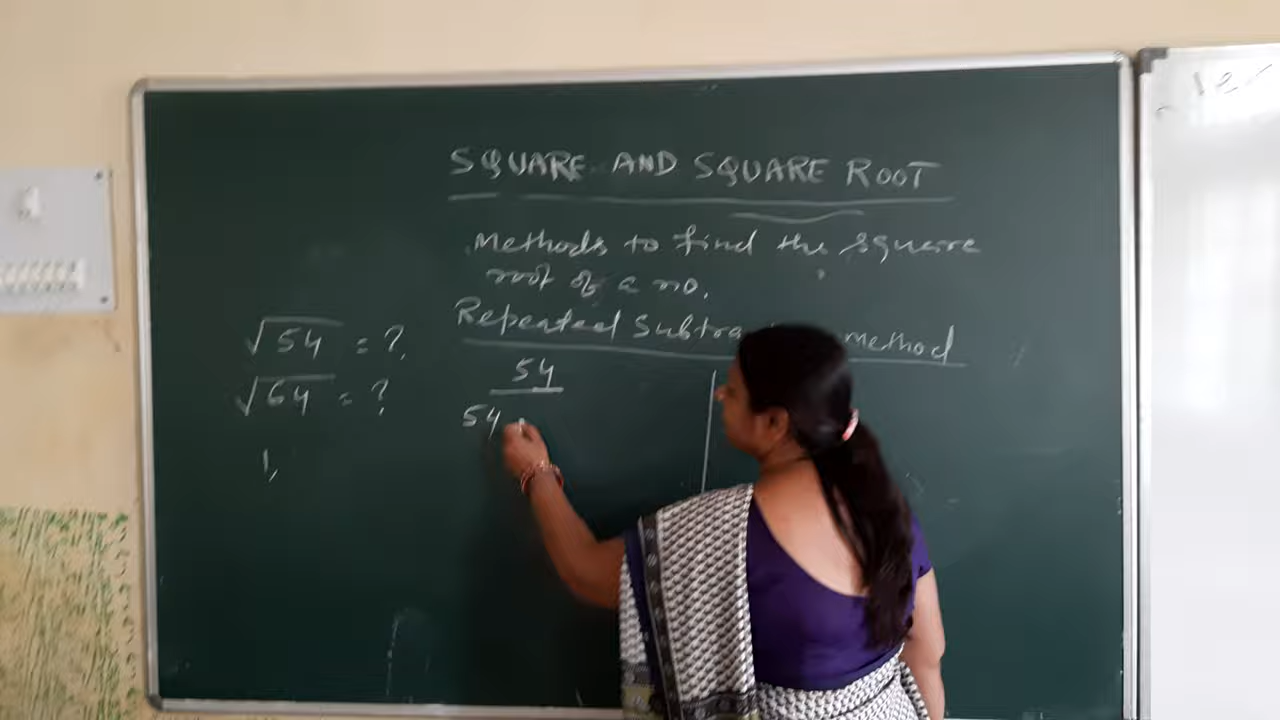 SQUARE AND SQUARE ROOT
Methods to find the square
root of a no.
Repeated Subtra method
√54 = ?
√64 = ?
1,
54
54